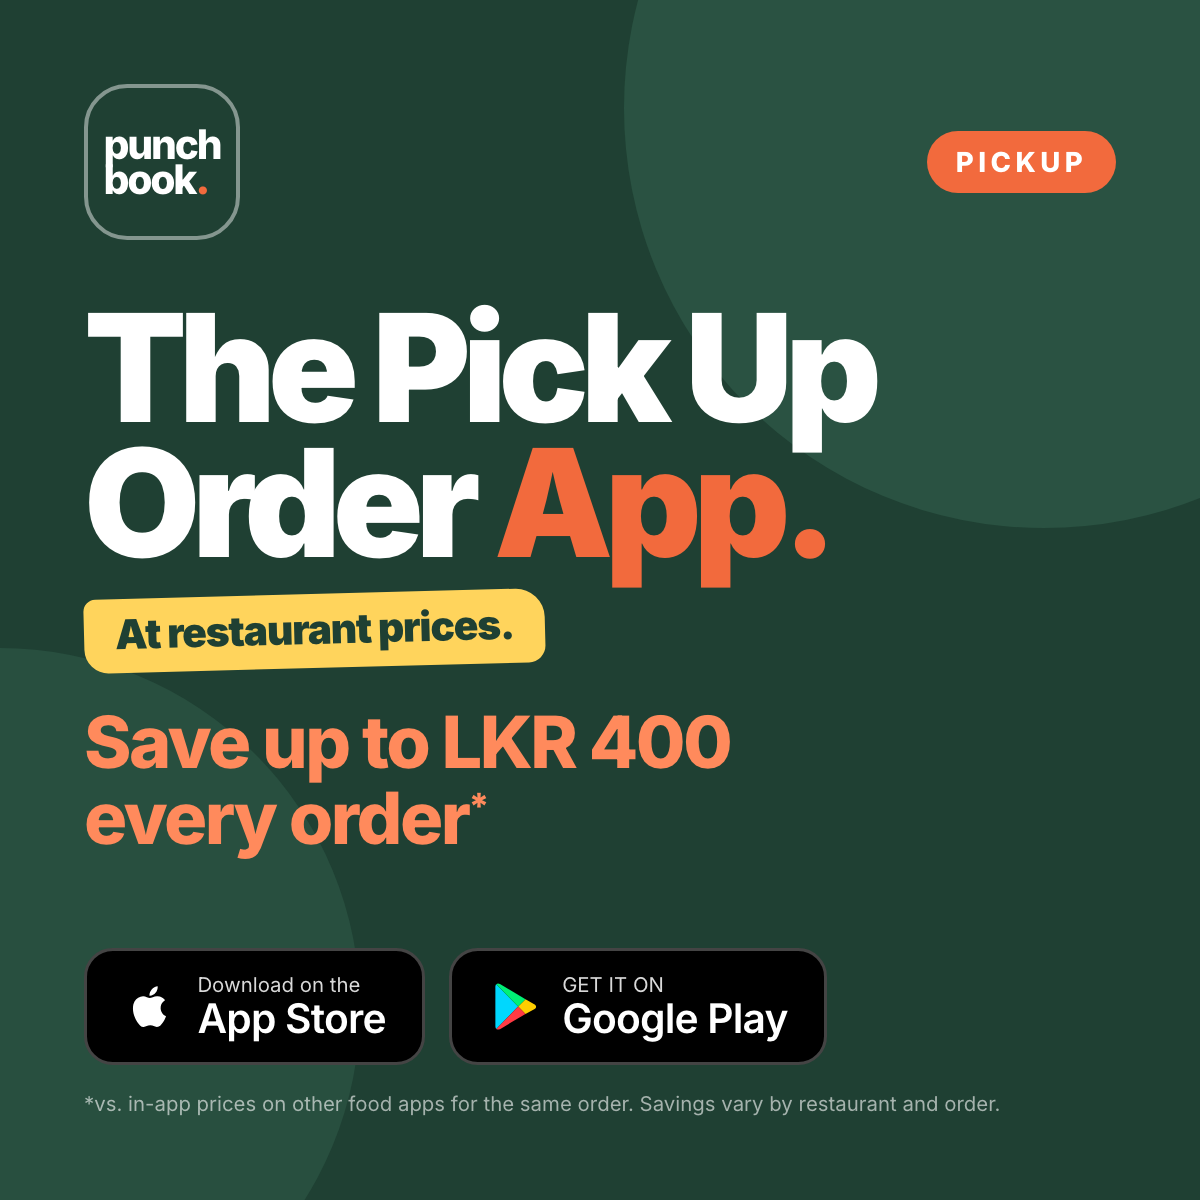 punch
book.
PICKUP
The Pick Up
Order App.
At restaurant prices.
Save up to LKR 400
every order*
Download on the
App Store
GET IT ON
Google Play
*vs. in-app prices on other food apps for the same order. Savings vary by restaurant and order.